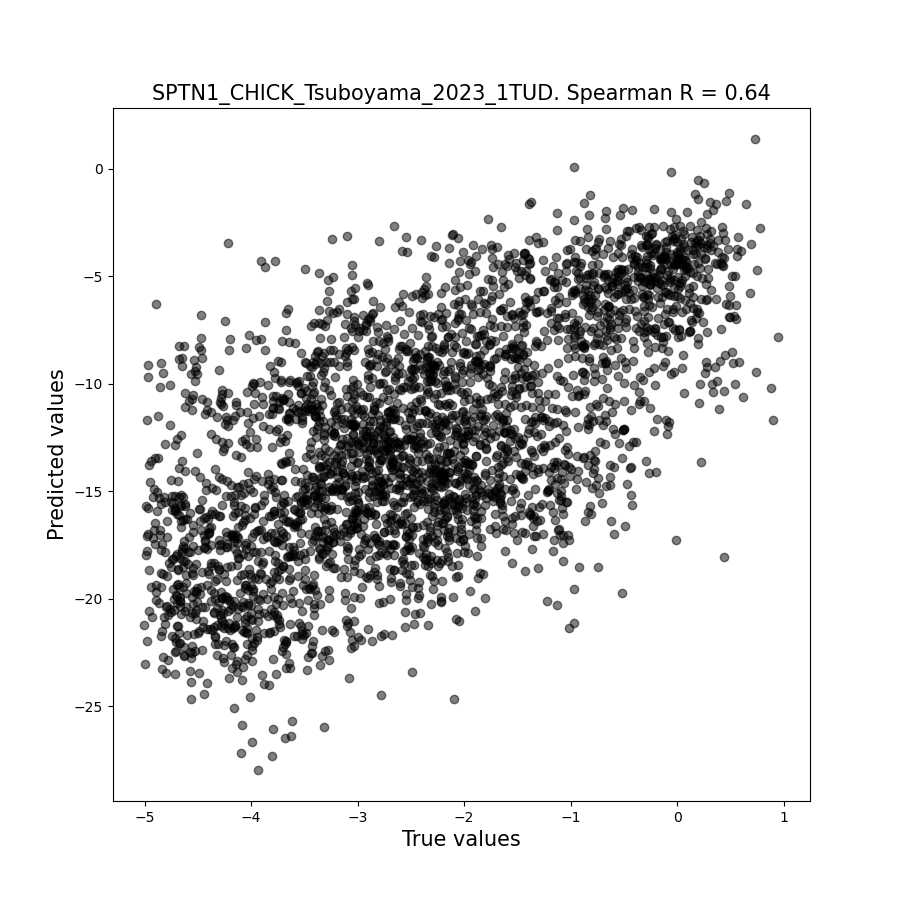 SPTN1_CHICK_Tsuboyama_2023_1TUD. Spearman R = 0.64
Predicted values
0
−5
−10
−15
−20
−25
−5 −4 −3 −2 −1 0 1
True values